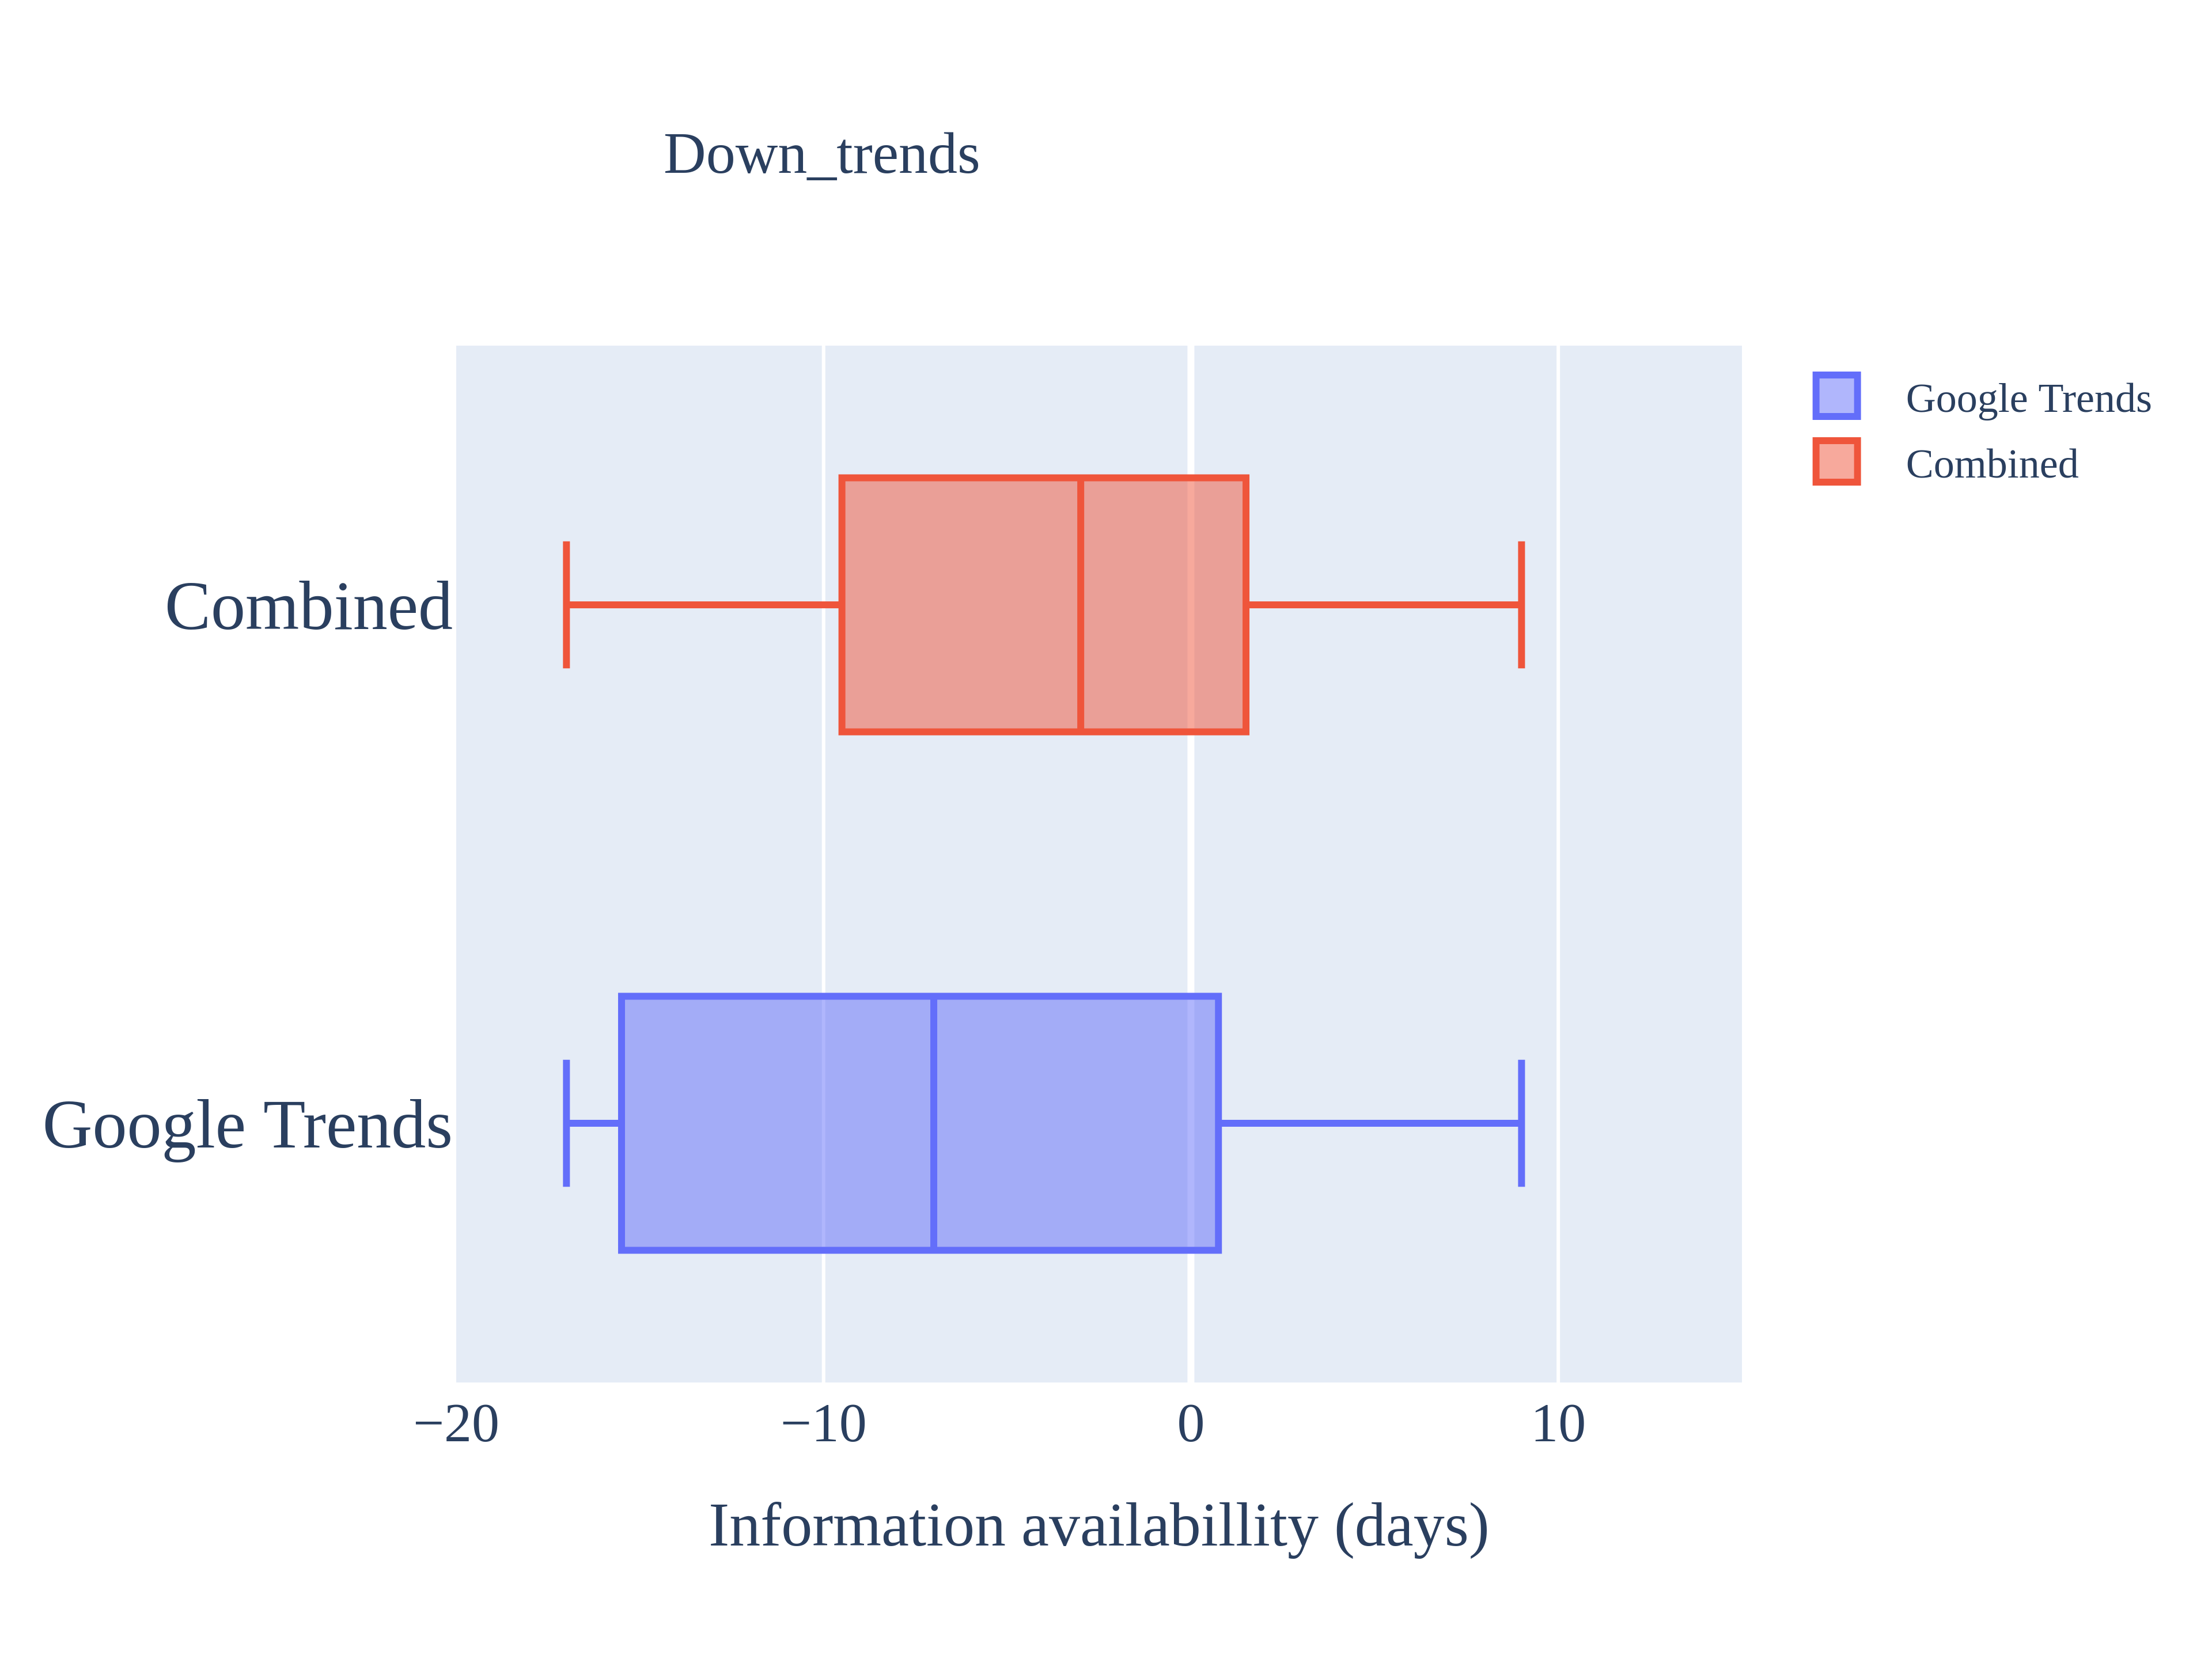 Down_trends
Google Trends
Combined
Combined
Google Trends
−20
−10
0
10
Information availabillity (days)